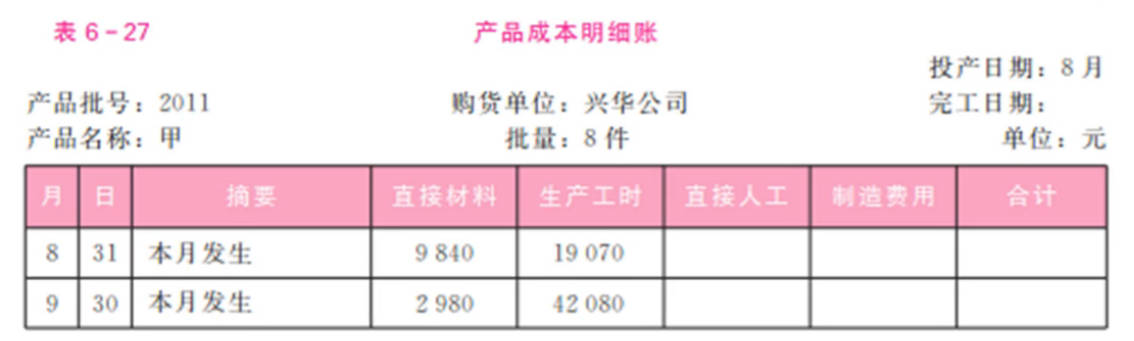 表 6-27 产品成本明细账
投产日期：8 月
产品批号：2011 购货单位：兴华公司 完工日期：
产品名称：甲 批量：8 件 单位：元
月 日 摘要 直接材料 生产工时 直接人工 制造费用 合计
8 31 本月发生 9 840 19 070
9 30 本月发生 2 980 42 080